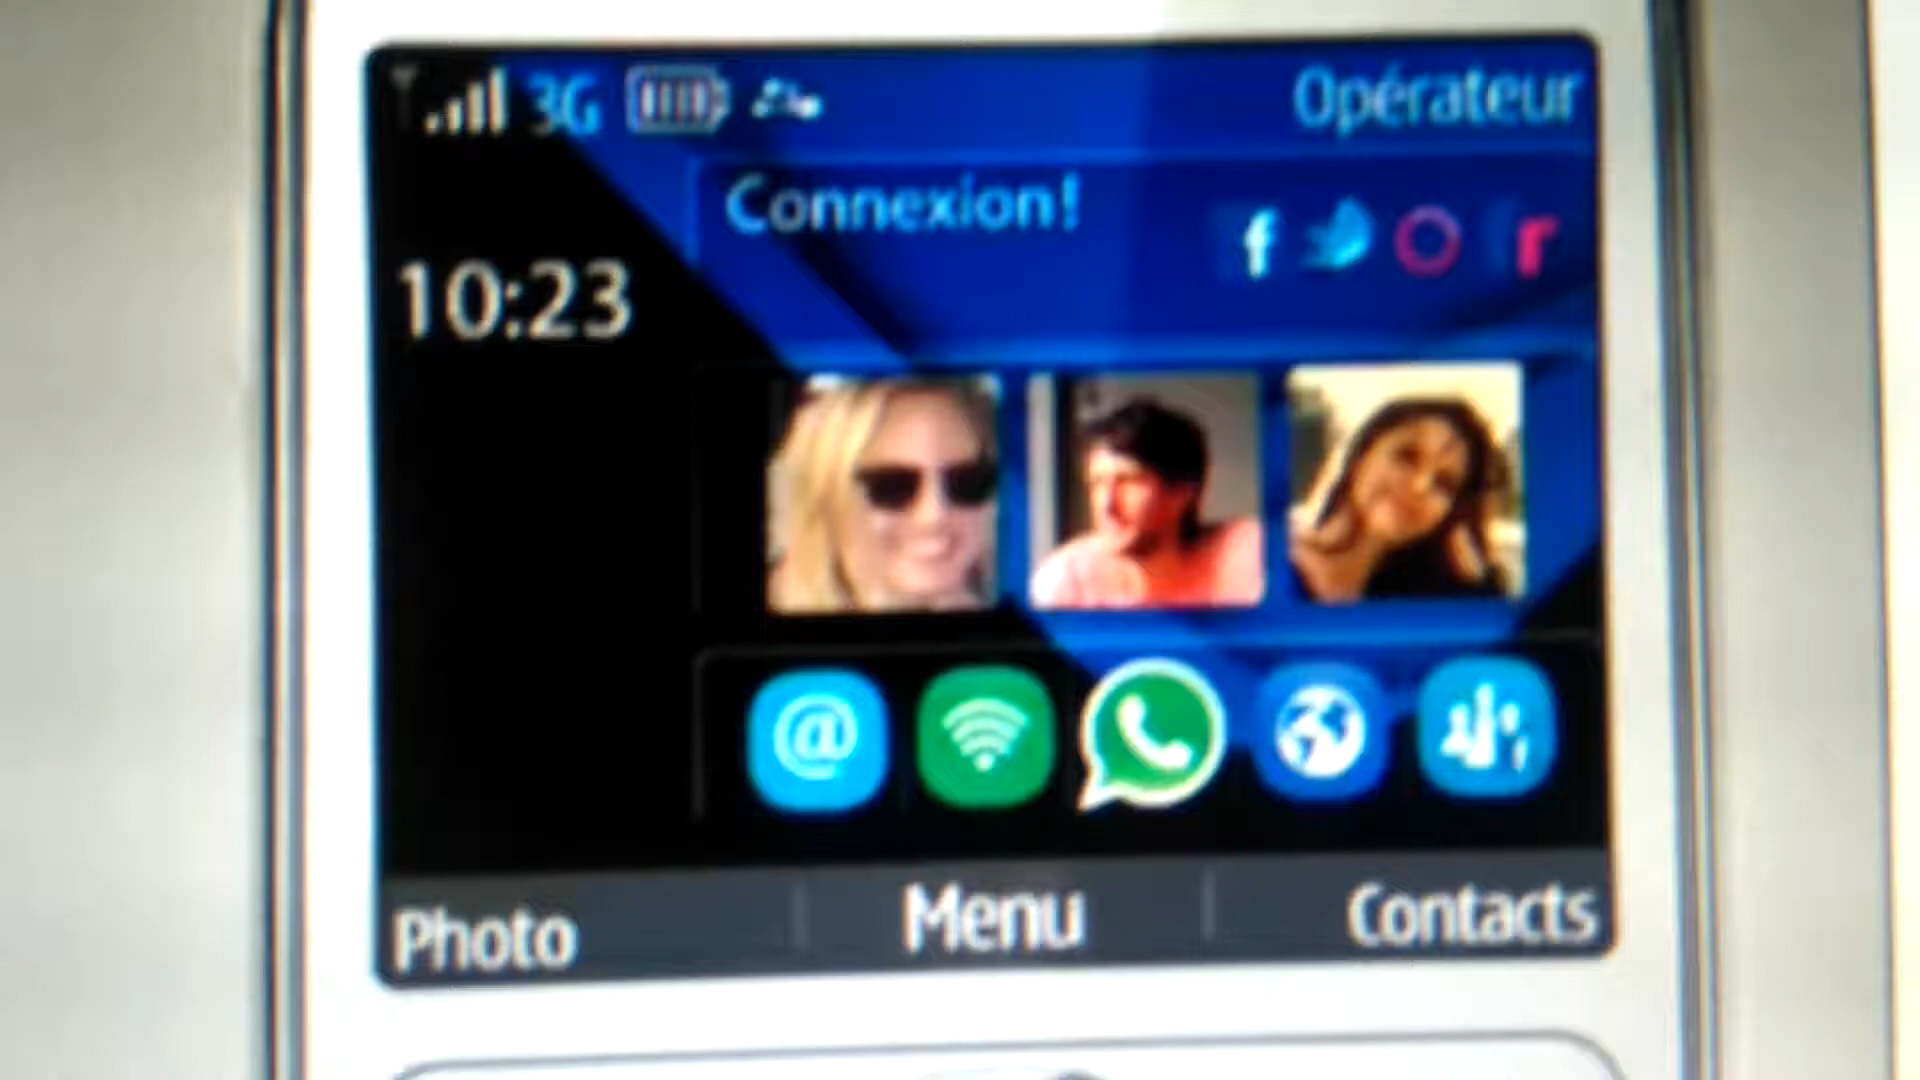 3G Opérateur
Connexion!
f r
10:23
@
Photo Menu Contacts